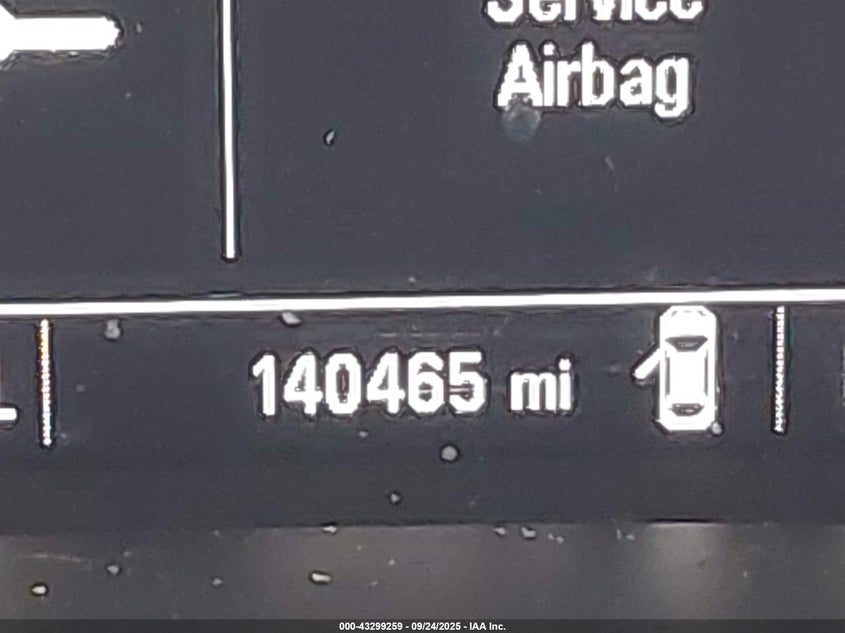 Service
Airbag
140465 mi
000-43299259 - 09/24/2025 - IAA Inc.